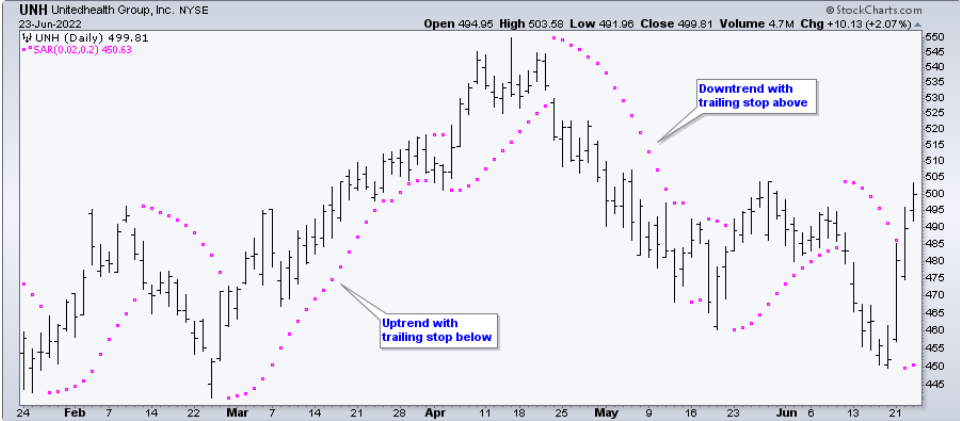 UNH Unitedhealth Group, Inc. NYSE
© StockCharts.com
23-Jun-2022
Open 494.95 High 503.58 Low 491.96 Close 499.81 Volume 4.7M Chg +10.13 (+2.07%)
UNH (Daily) 499.81
SAR(0.02,0.2) 450.63
550
545
540
535
530
525
520
515
510
505
500
495
490
485
480
475
470
465
460
455
450
445
Downtrend with
trailing stop above
Uptrend with
trailing stop below
24 Feb 7 14 22 Mar 7 14 21 28 Apr 11 18 25 May 9 16 23 Jun 6 13 21